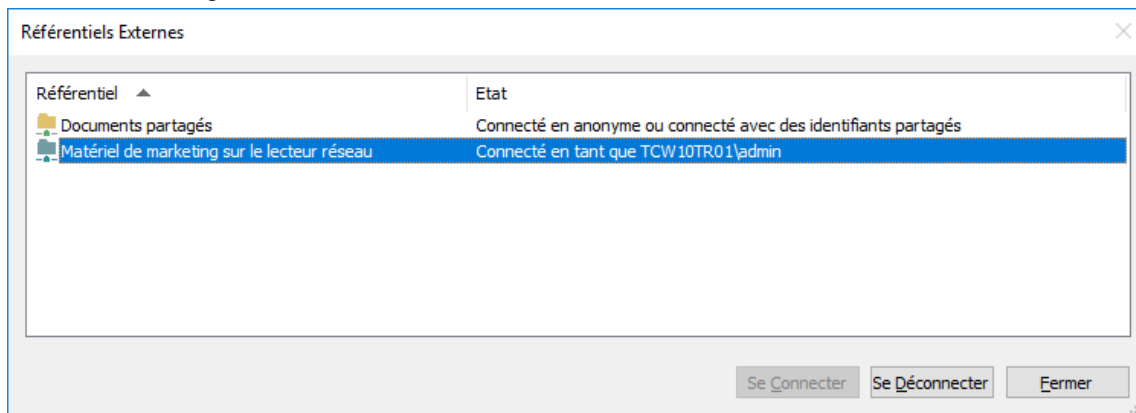 Référentiels Externes
Référentiel Etat
Documents partagés Connecté en anonyme ou connecté avec des identifiants partagés
Matériel de marketing sur le lecteur réseau Connecté en tant que TCW10TR01\admin
Se Connecter Se Déconnecter Fermer